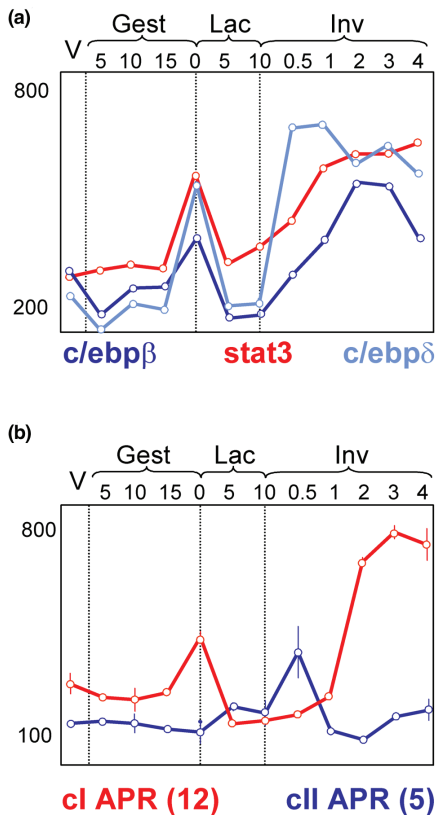 (a)
Gest Lac Inv
V 5 10 15 0 5 10 0.5 1 2 3 4
800
200
c/ebpβ stat3 c/ebpδ
(b)
Gest Lac Inv
V 5 10 15 0 5 10 0.5 1 2 3 4
800
100
cI APR (12) cII APR (5)